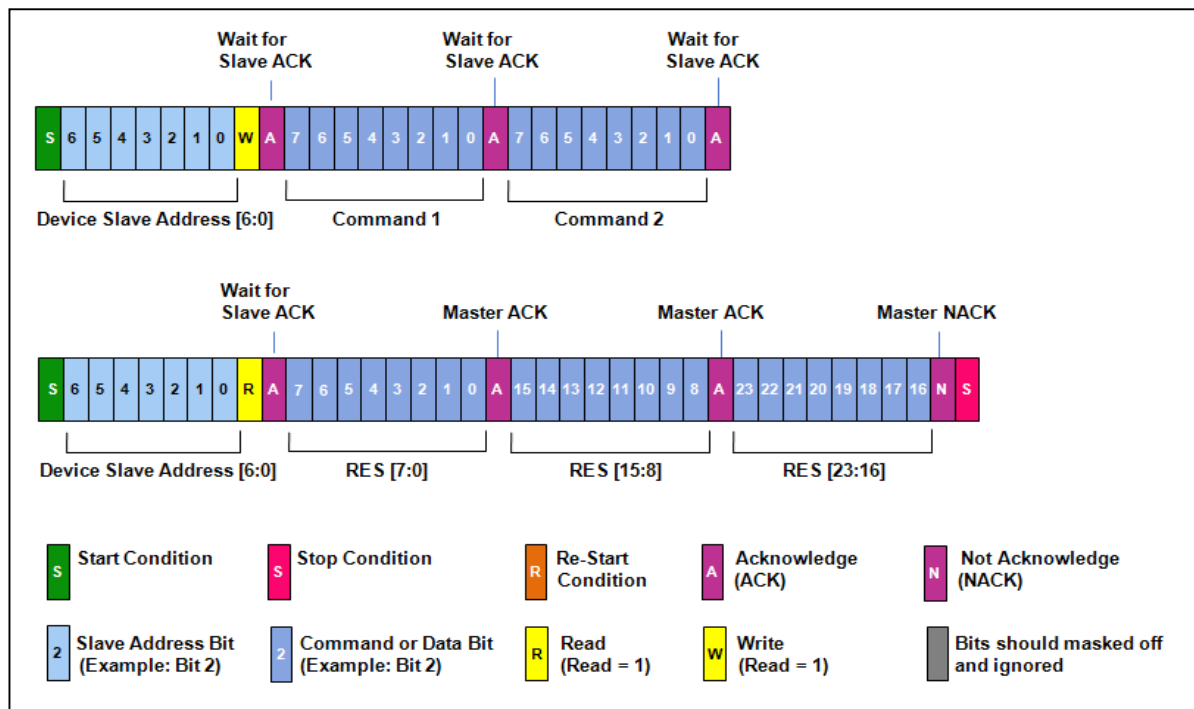 Wait for Wait for Wait for
Slave ACK Slave ACK Slave ACK
S 6 5 4 3 2 1 0 W A 7 6 5 4 3 2 1 0 A 7 6 5 4 3 2 1 0 A
Device Slave Address [6:0] Command 1 Command 2
Wait for
Slave ACK Master ACK Master ACK Master NACK
S 6 5 4 3 2 1 0 R A 7 6 5 4 3 2 1 0 A 15 14 13 12 11 10 9 8 A 23 22 21 20 19 18 17 16 N S
Device Slave Address [6:0] RES [7:0] RES [15:8] RES [23:16]
S Start Condition S Stop Condition R Re-Start Condition A Acknowledge (ACK) N Not Acknowledge (NACK)
2 Slave Address Bit (Example: Bit 2) 2 Command or Data Bit (Example: Bit 2) R Read (Read = 1) W Write (Read = 1) Bits should masked off and ignored